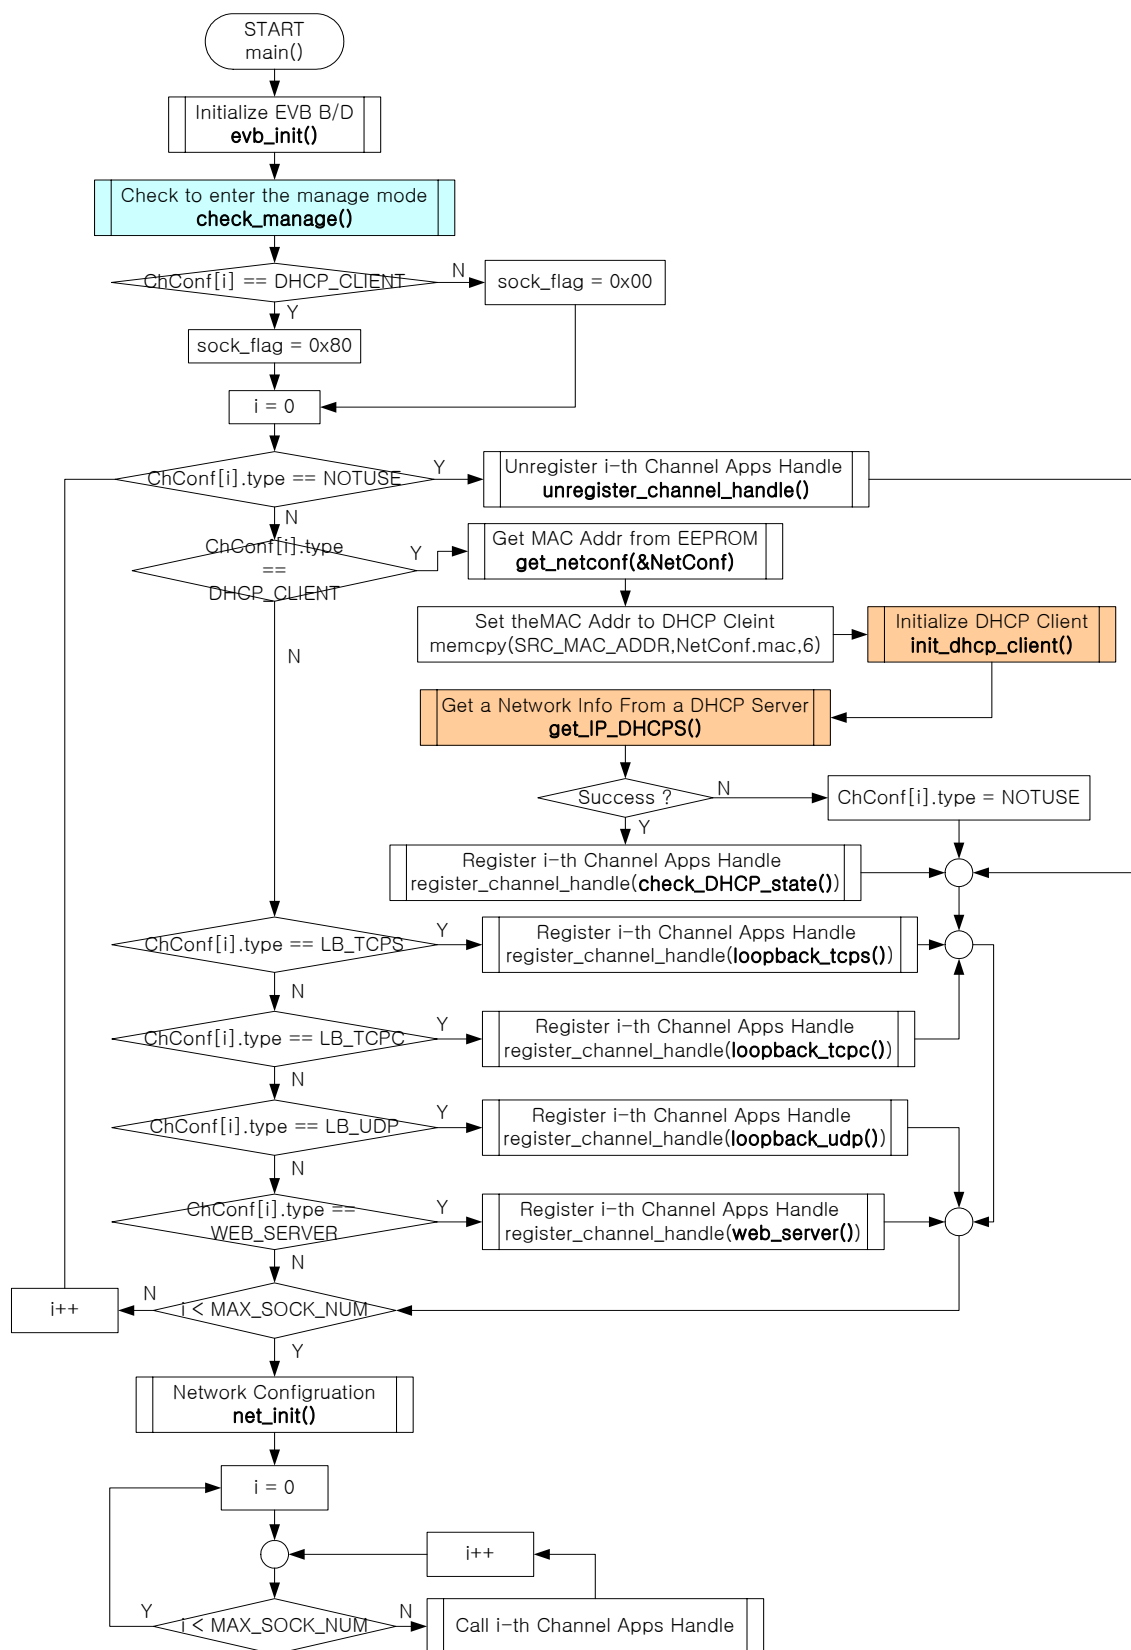 START
main()
Initialize EVB B/D
evb_init()
Check to enter the manage mode
check_manage()
ChConf[i] == DHCP_CLIENT
N
sock_flag = 0x00
Y
sock_flag = 0x80
i = 0
ChConf[i].type == NOTUSE
Y
Unregister i-th Channel Apps Handle
unregister_channel_handle()
N
ChConf[i].type
==
DHCP_CLIENT
Y
Get MAC Addr from EEPROM
get_netconf(&NetConf)
Set theMAC Addr to DHCP Cleint
memcpy(SRC_MAC_ADDR,NetConf.mac,6)
Initialize DHCP Client
init_dhcp_client()
N
Get a Network Info From a DHCP Server
get_IP_DHCPS()
Success ?
N
ChConf[i].type = NOTUSE
Y
Register i-th Channel Apps Handle
register_channel_handle(check_DHCP_state())
ChConf[i].type == LB_TCPS
Y
Register i-th Channel Apps Handle
register_channel_handle(loopback_tcps())
N
ChConf[i].type == LB_TCPC
Y
Register i-th Channel Apps Handle
register_channel_handle(loopback_tcpc())
N
ChConf[i].type == LB_UDP
Y
Register i-th Channel Apps Handle
register_channel_handle(loopback_udp())
N
ChConf[i].type ==
WEB_SERVER
Y
Register i-th Channel Apps Handle
register_channel_handle(web_server())
N
i < MAX_SOCK_NUM
N
i++
Y
Network Configruation
net_init()
i = 0
i++
i < MAX_SOCK_NUM
Y
N
Call i-th Channel Apps Handle